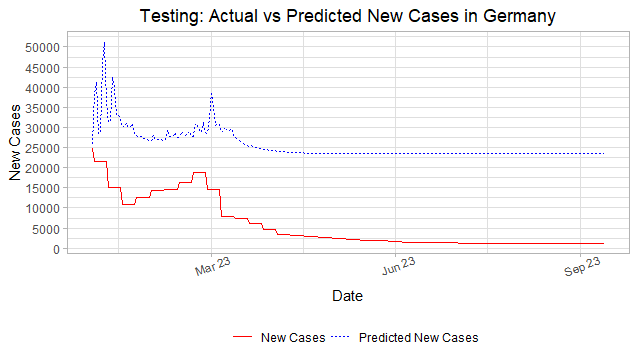 Testing: Actual vs Predicted New Cases in Germany
New Cases
50000
45000
40000
35000
30000
25000
20000
15000
10000
5000
0
Mar 23
Jun 23
Sep 23
Date
New Cases
Predicted New Cases